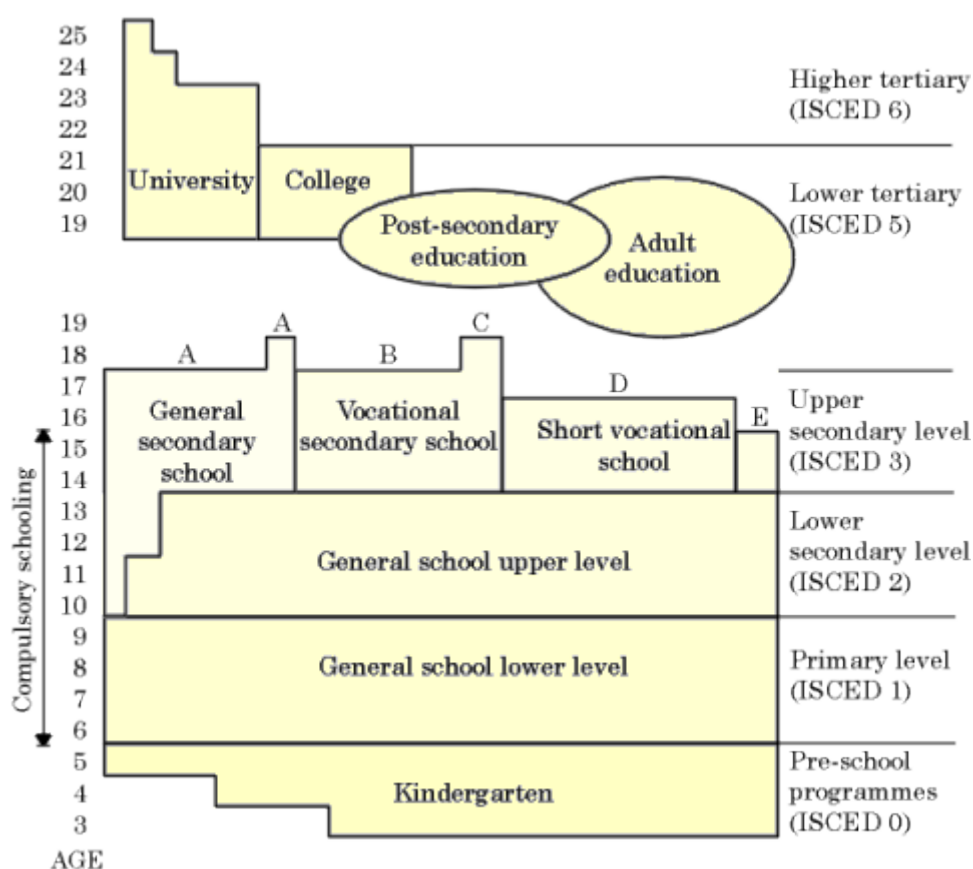 25
24
23
22
21
20
19
Higher tertiary
(ISCED 6)
University
College
Lower tertiary
(ISCED 5)
Post-secondary
education
Adult
education
19
18
17
16
15
14
13
12
11
10
9
8
7
6
5
4
3
AGE
Compulsory schooling
A
A
B
C
D
E
General
secondary
school
Vocational
secondary school
Short vocational
school
Upper
secondary level
(ISCED 3)
General school upper level
Lower
secondary level
(ISCED 2)
General school lower level
Primary level
(ISCED 1)
Kindergarten
Pre-school
programmes
(ISCED 0)